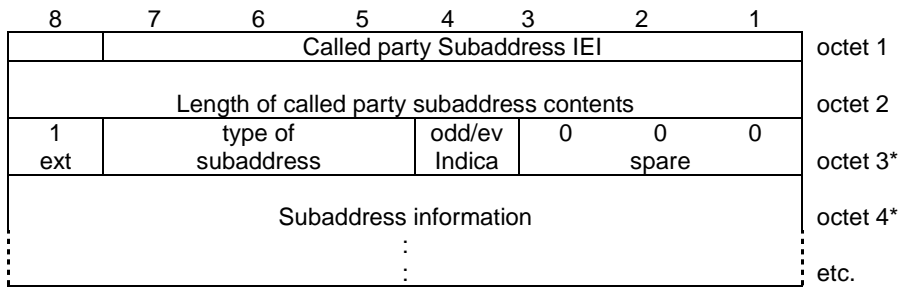 8 7 6 5 4 3 2 1
Called party Subaddress IEI octet 1
Length of called party subaddress contents octet 2
1 type of odd/ev 0 0 0
ext subaddress Indica spare octet 3*
Subaddress information octet 4*
:
: etc.